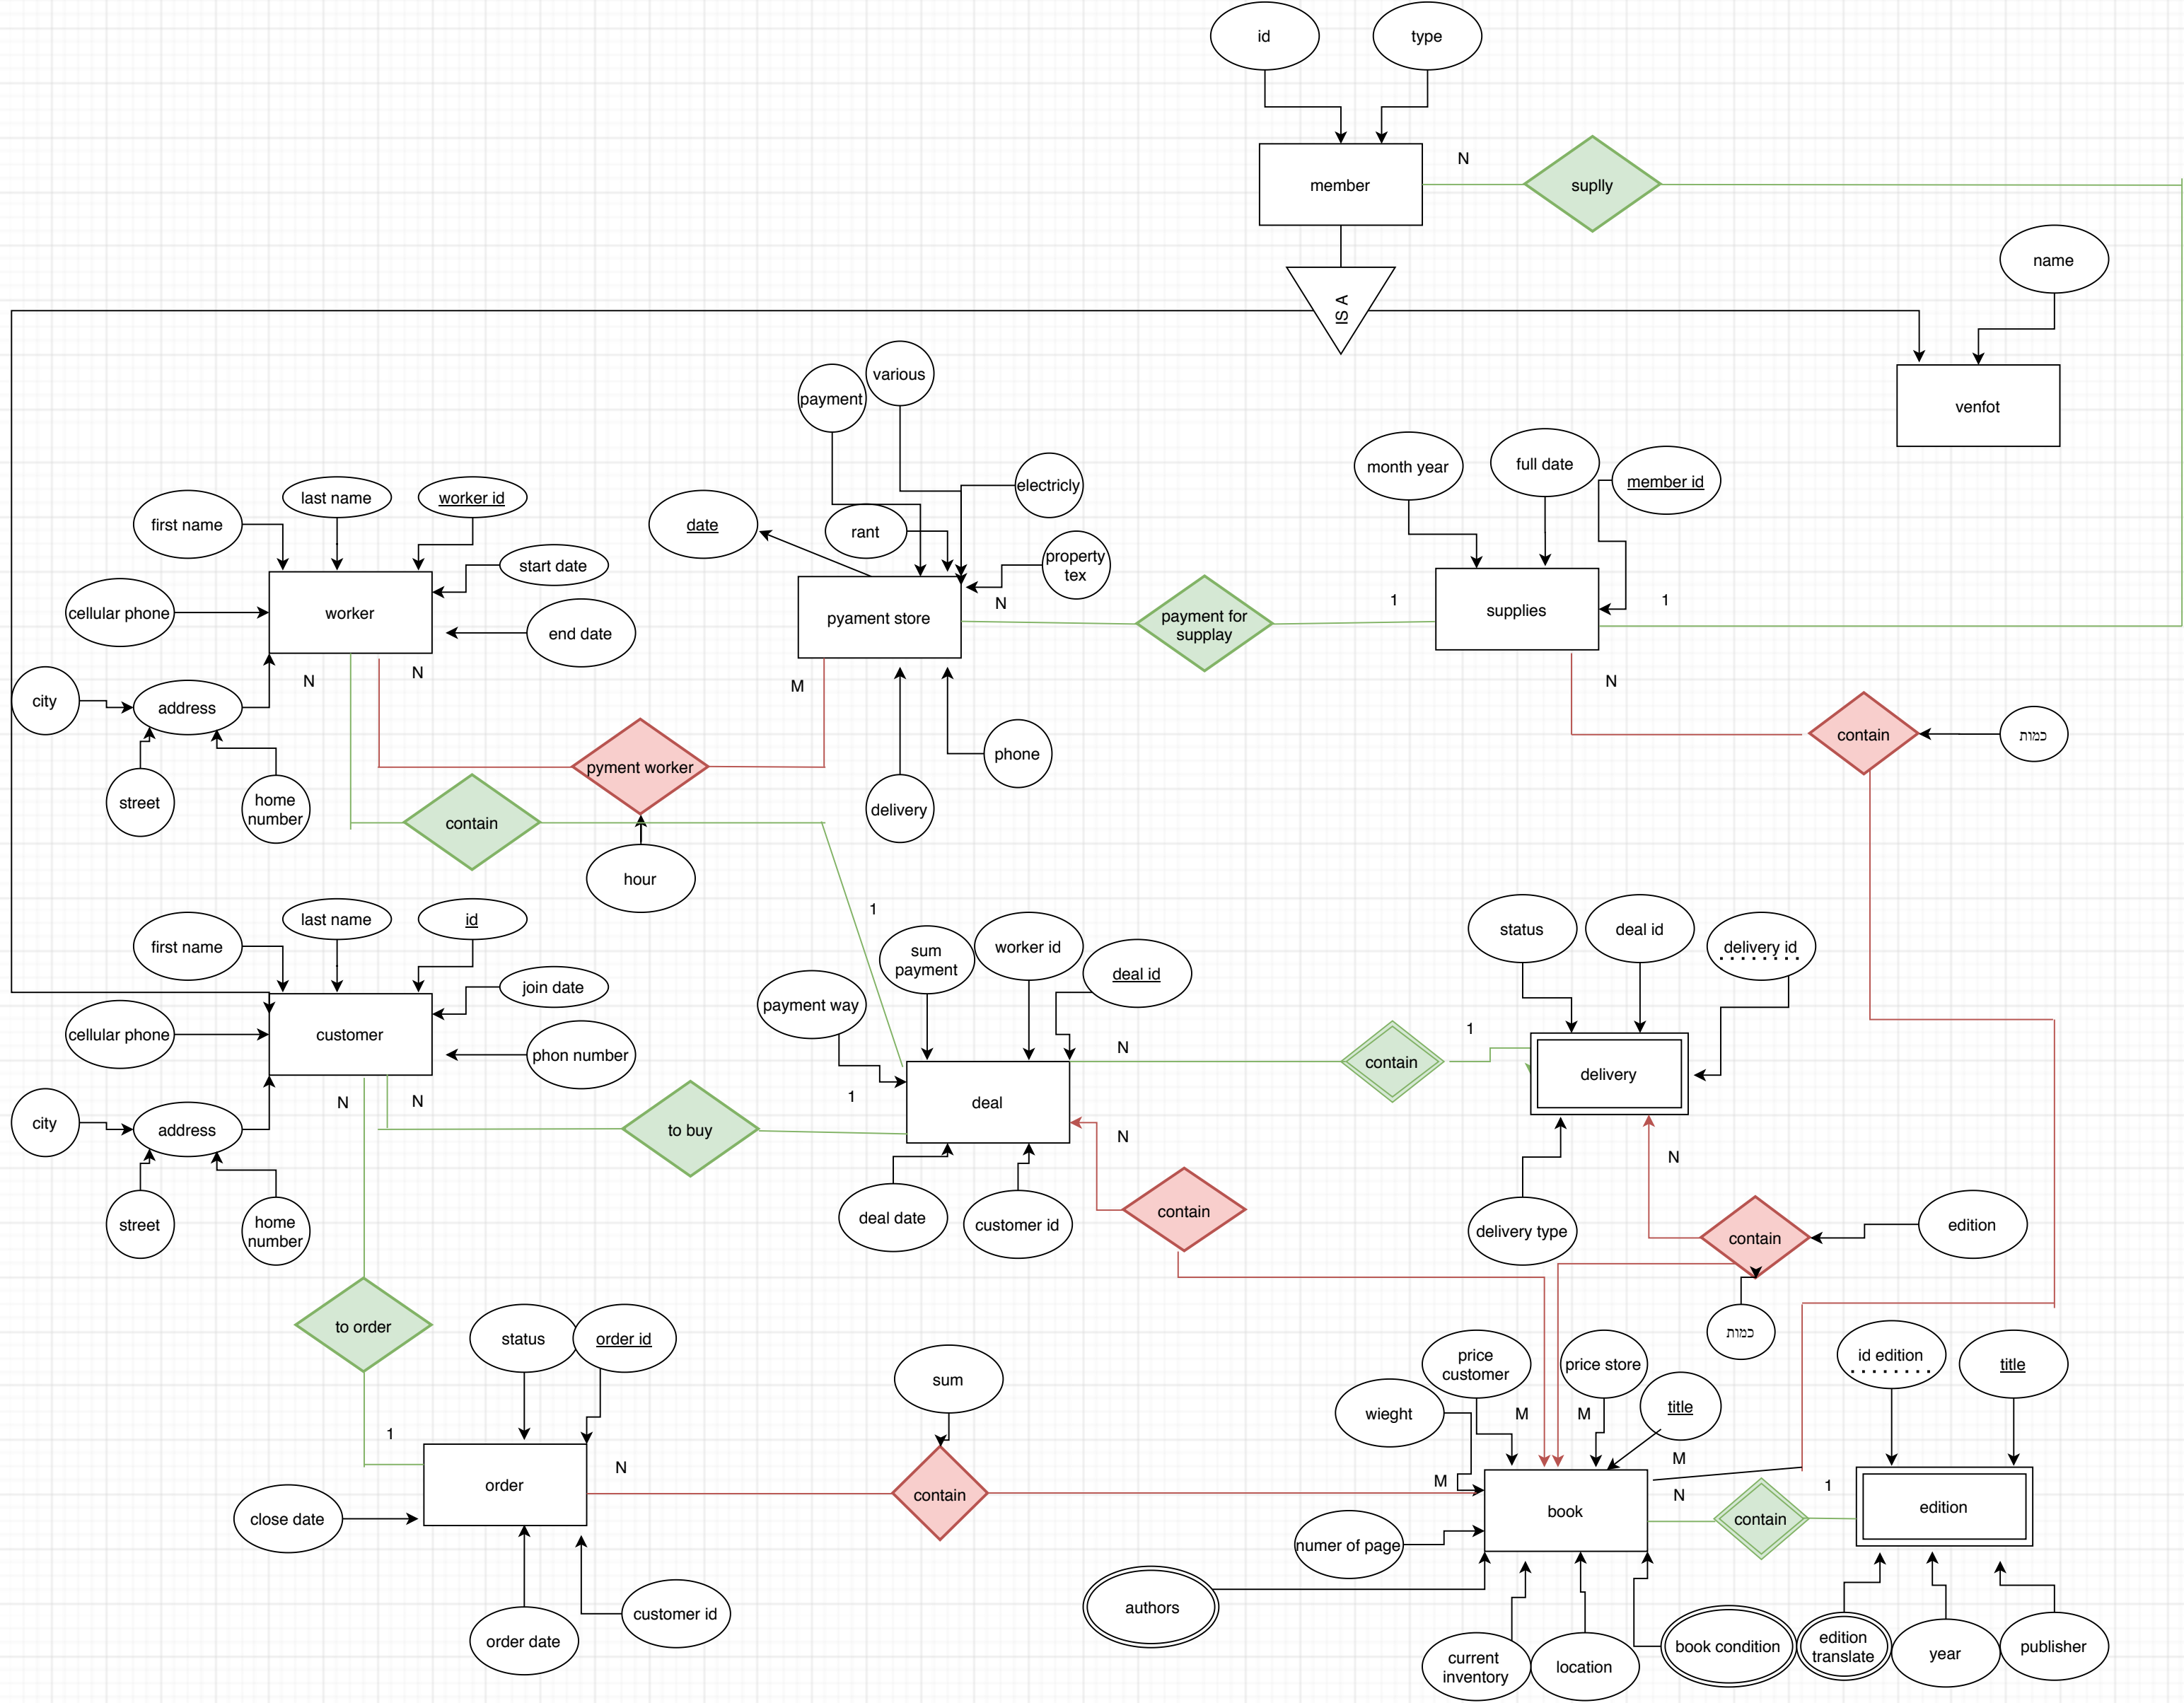 id
type
member
N
suplly
IS A
name
venfot
payment
various
electricly
rant
date
property
tex
pyament store
N
M
payment for
supplay
1
month year
full date
member id
supplies
1
N
contain
כמות
first name
last name
worker id
start date
cellular phone
worker
end date
N
N
city
address
street
home
number
pyment worker
contain
hour
delivery
phone
1
first name
last name
id
join date
cellular phone
customer
phon number
N
N
city
address
street
home
number
to buy
payment way
sum
payment
worker id
deal id
deal
1
N
N
deal date
customer id
contain
contain
1
status
deal id
delivery id
delivery
N
delivery type
contain
edition
כמות
to order
status
order id
1
order
N
close date
order date
customer id
sum
contain
price
customer
price store
wieght
title
M
M
M
M
book
N
numer of page
authors
current
inventory
location
book condition
contain
1
id edition
title
edition
edition
translate
year
publisher